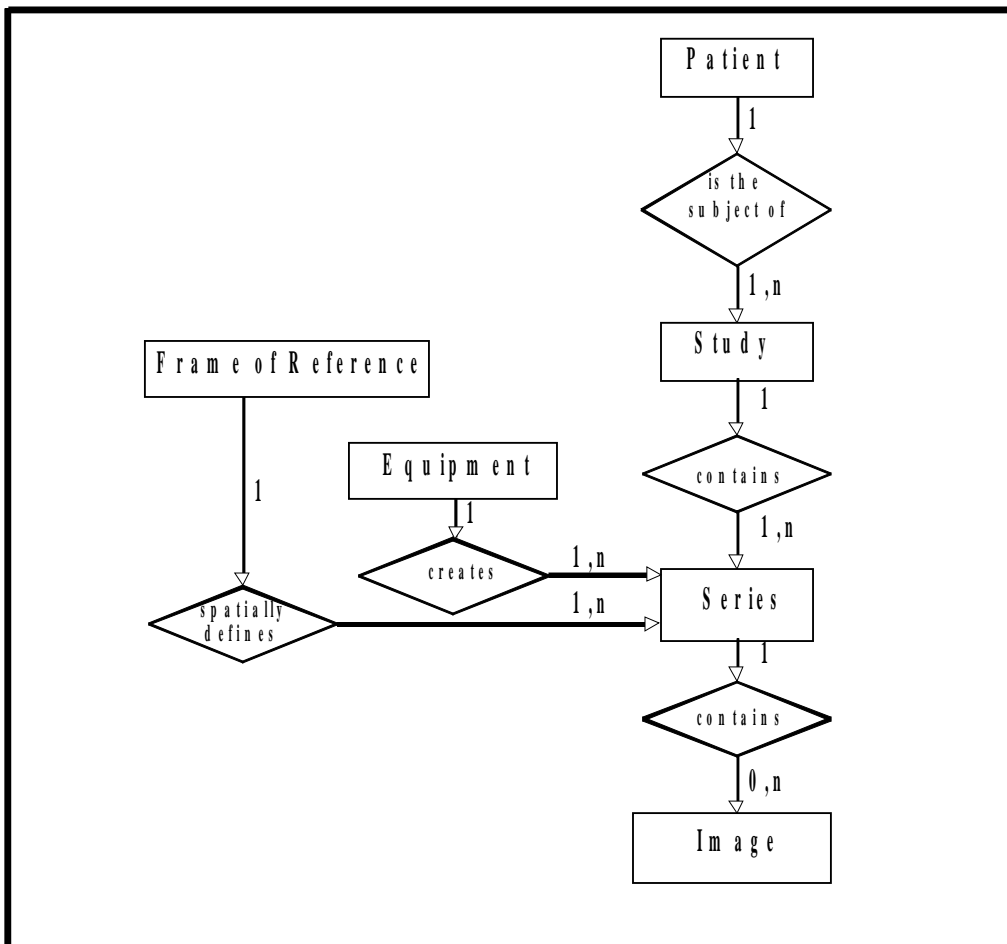 Patient
1
is the
subject of
1,n
Study
1
contains
1,n
Frame of Reference
1
Equipment
1
creates
1,n
spatially
defines
1,n
Series
1
contains
0,n
Image